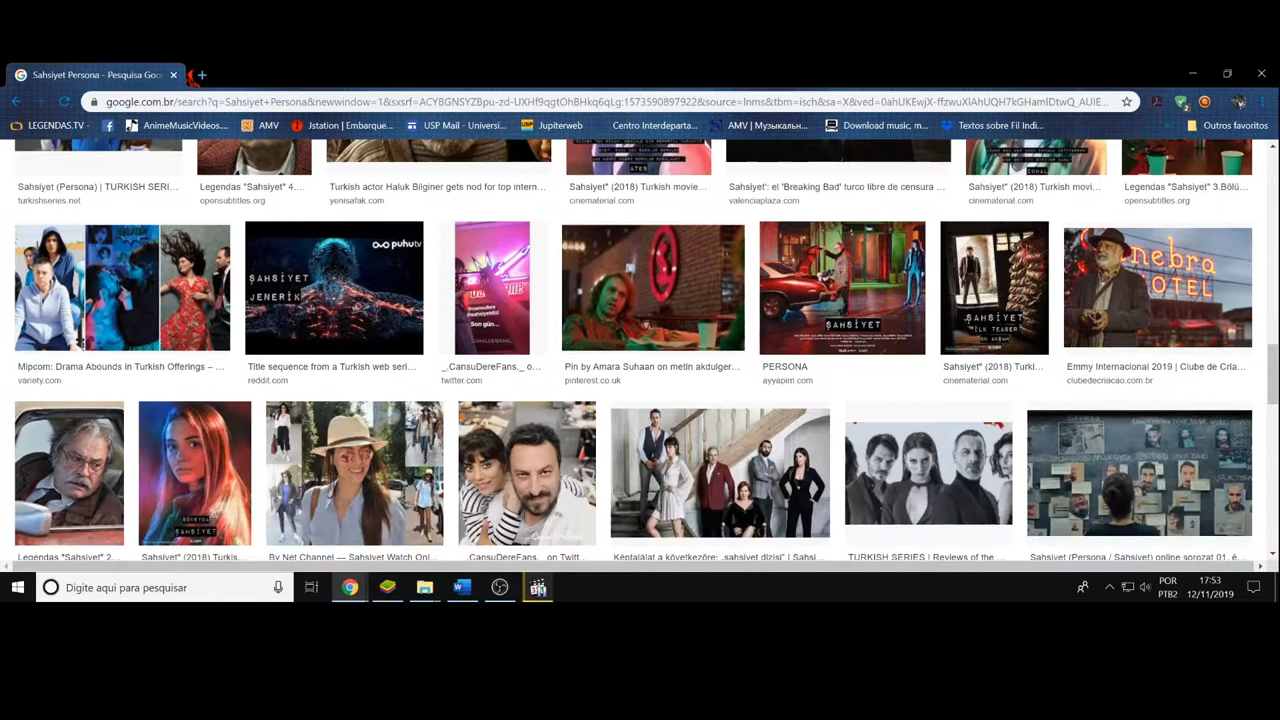 Sahsiyet Persona - Pesquisa Goo
google.com.br/search?q=Sahsiyet+Persona&newwindow=1&sxsrf=ACYBGNSYZBpu-zd-UXHf9qgtOhBHkq6qLg:1573590897922&source=lnms&tbm=isch&sa=X&ved=0ahUKEwjX-ffzwuXlAhUQH7kGHamlDtwQ_AUIE...
LEGENDAS.TV -
AnimeMusicVideos....
AMV
Jstation | Embarque...
USP Mail - Universi...
Jupiterweb
Centro Interdeparta...
AMV | Музыкальн...
Download music, m...
Textos sobre Fil Indi...
»
Outros favoritos
ATEŞ
Sahsiyet (Persona) | TURKISH SERI...
Legendas "Sahsiyet" 4....
Turkish actor Haluk Bilginer gets nod for top intern...
Sahsiyet" (2018) Turkish movie...
Sahsiyet': el 'Breaking Bad' turco libre de censura ...
Sahsiyet" (2018) Turkish movi...
Legendas "Sahsiyet" 3.Bölü...
turkishseries.net
opensubtitles.org
yenisafak.com
cinematerial.com
valenciaplaza.com
cinematerial.com
opensubtitles.org
puhutv
ŞAHSİYET
JENERİK
Son gün...
ŞAHSİYET
ŞAHSİYET
İLK TEASER
BU AKŞAM
enebra
OTEL
Mipcom: Drama Abounds in Turkish Offerings – ...
Title sequence from a Turkish web seri...
_.CansuDereFans._ o...
Pin by Amara Suhaan on metin akdulger...
PERSONA
Sahsiyet" (2018) Turki...
Emmy Internacional 2019 | Clube de Cria...
variety.com
reddit.com
twitter.com
pinterest.co.uk
ayyapim.com
cinematerial.com
clubedecriacao.com.br
ŞAHSİYET
Legendas "Sahsiyet" 2...
Sahsiyet" (2018) Turkis...
By Net Channel — Sahsiyet Watch Onl...
_.CansuDereFans._ on Twitt...
Képtalálat a következőre: „sahsiyet dizisi" | Sahsi...
TURKISH SERIES | Reviews of the ...
Sahsiyet (Persona / Şahsiyet) online sorozat 01. é...
Digite aqui para pesquisar
POR
PTB2
17:53
12/11/2019